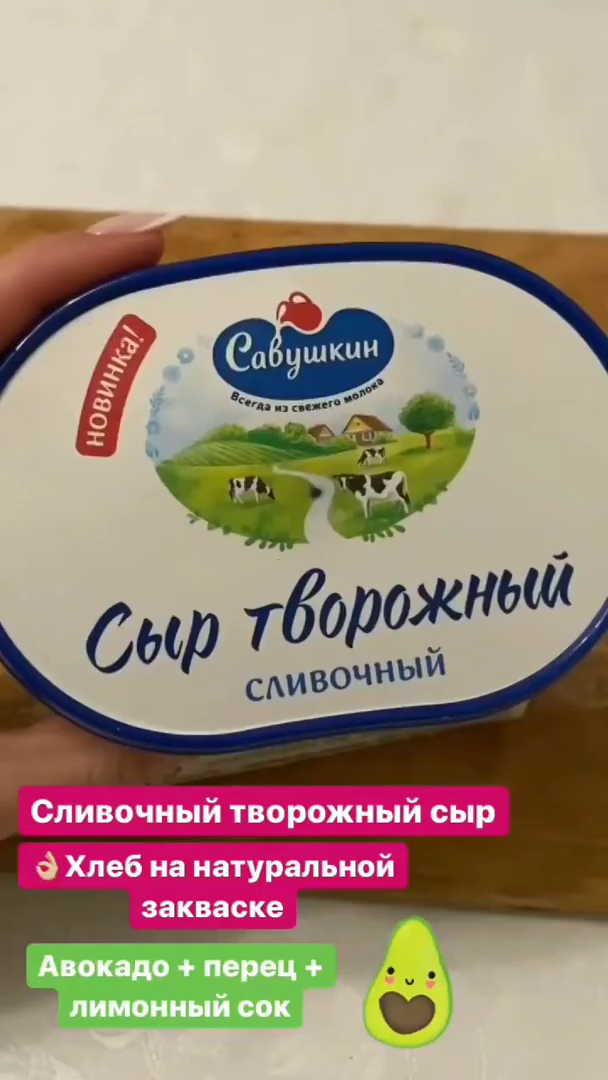 НОВИНКА!
Савушкин
Всегда из свежего молока
Сыр творожный
сливочный
Сливочный творожный сыр
👌🏼Хлеб на натуральной
закваске
Авокадо + перец +
лимонный сок